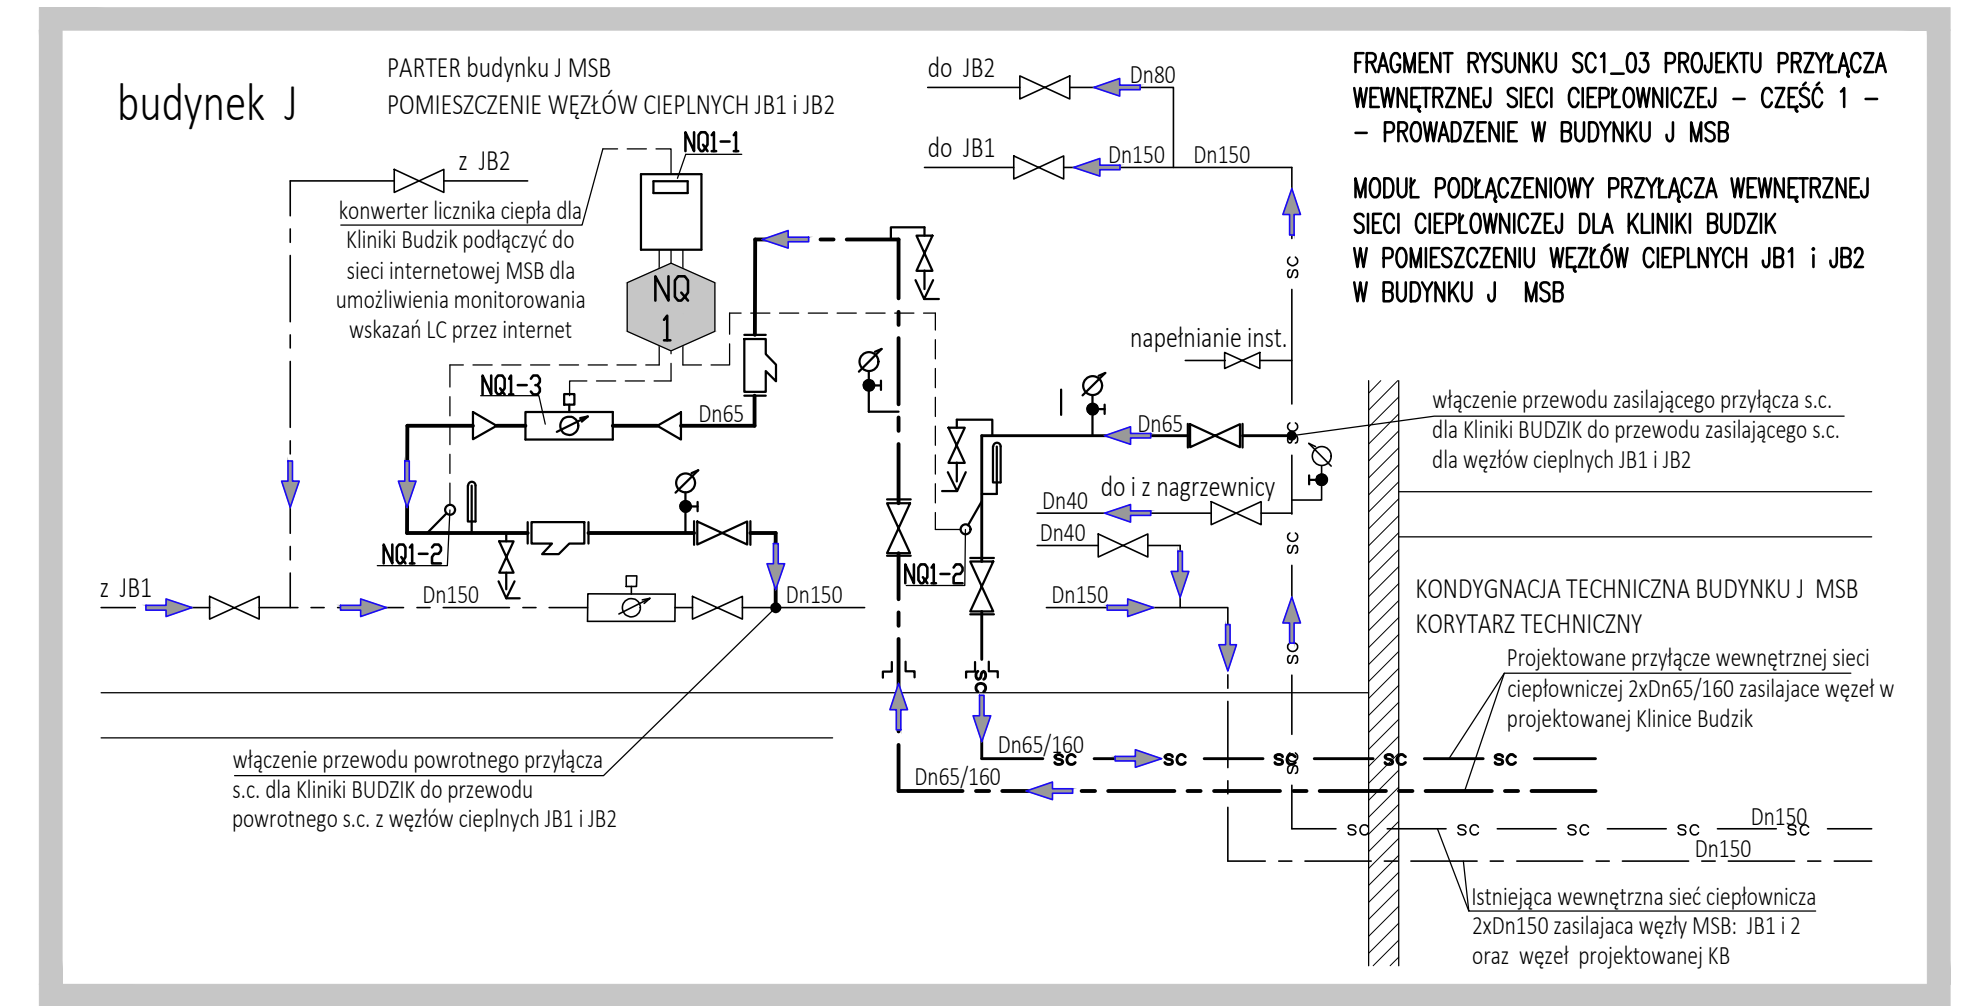 budynek J
PARTER budynku J MSB
POMIESZCZENIE WĘZŁÓW CIEPLNYCH JB1 i JB2
FRAGMENT RYSUNKU SC1_03 PROJEKTU PRZYŁĄCZA
WEWNĘTRZNEJ SIECI CIEPŁOWNICZEJ – CZĘŚĆ 1 –
– PROWADZENIE W BUDYNKU J MSB
MODUŁ PODŁĄCZENIOWY PRZYŁĄCZA WEWNĘTRZNEJ
SIECI CIEPŁOWNICZEJ DLA KLINIKI BUDZIK
W POMIESZCZENIU WĘZŁÓW CIEPLNYCH JB1 i JB2
W BUDYNKU J MSB
do JB2
Dn80
do JB1
Dn150
Dn150
z JB2
NQ1-1
konwerter licznika ciepła dla
Kliniki Budzik podłączyć do
sieci internetowej MSB dla
umożliwienia monitorowania
wskazań LC przez internet
NQ
1
SC
napełnianie inst.
NQ1-3
Dn65
Dn65
SC
włączenie przewodu zasilającego przyłącza s.c.
dla Kliniki BUDZIK do przewodu zasilającego s.c.
dla węzłów cieplnych JB1 i JB2
do i z nagrzewnicy
Dn40
Dn40
SC
NQ1-2
NQ1-2
z JB1
Dn150
Dn150
Dn150
KONDYGNACJA TECHNICZNA BUDYNKU J MSB
KORYTARZ TECHNICZNY
SC
SC
Projektowane przyłącze wewnętrznej sieci
ciepłowniczej 2xDn65/160 zasilajace węzeł w
projektowanej Klinice Budzik
włączenie przewodu powrotnego przyłącza
s.c. dla Kliniki BUDZIK do przewodu
powrotnego s.c. z węzłów cieplnych JB1 i JB2
Dn65/160
SC SC SC SC SC
SC
Dn65/160
SC SC SC SC SC
Dn150
Dn150
Istniejąca wewnętrzna sieć ciepłownicza
2xDn150 zasilajaca węzły MSB: JB1 i 2
oraz węzeł projektowanej KB